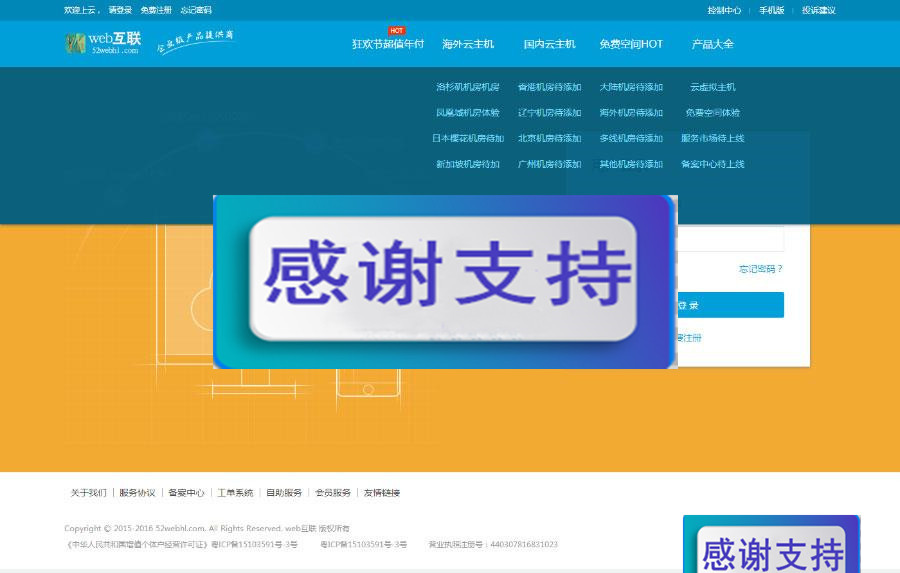 欢迎上云， 请登录 免费注册 忘记密码
控制中心 手机版 投诉建议
web互联
52webhl.com
企业级产品提供商
HOT
狂欢节超值年付 海外云主机 国内云主机 免费空间HOT 产品大全
洛杉矶机房机房 香港机房待添加 大陆机房待添加 云虚拟主机
凤凰城机房体验 辽宁机房待添加 海外机房待添加 免费空间体验
日本樱花机房待加 北京机房待添加 多线机房待添加 服务市场待上线
新加坡机房待加 广州机房待添加 其他机房待添加 备案中心待上线
感谢支持
忘记密码？
登 录
注册
关于我们 服务协议 备案中心 工单系统 自助服务 会员服务 友情链接
Copyright © 2015-2016 52webhl.com. All Rights Reserved. web互联 版权所有
《中华人民共和国增值个体户经营许可证》粤ICP备15103591号-3号 粤ICP备15103591号-3号 营业执照注册号：440307816831023
感谢支持